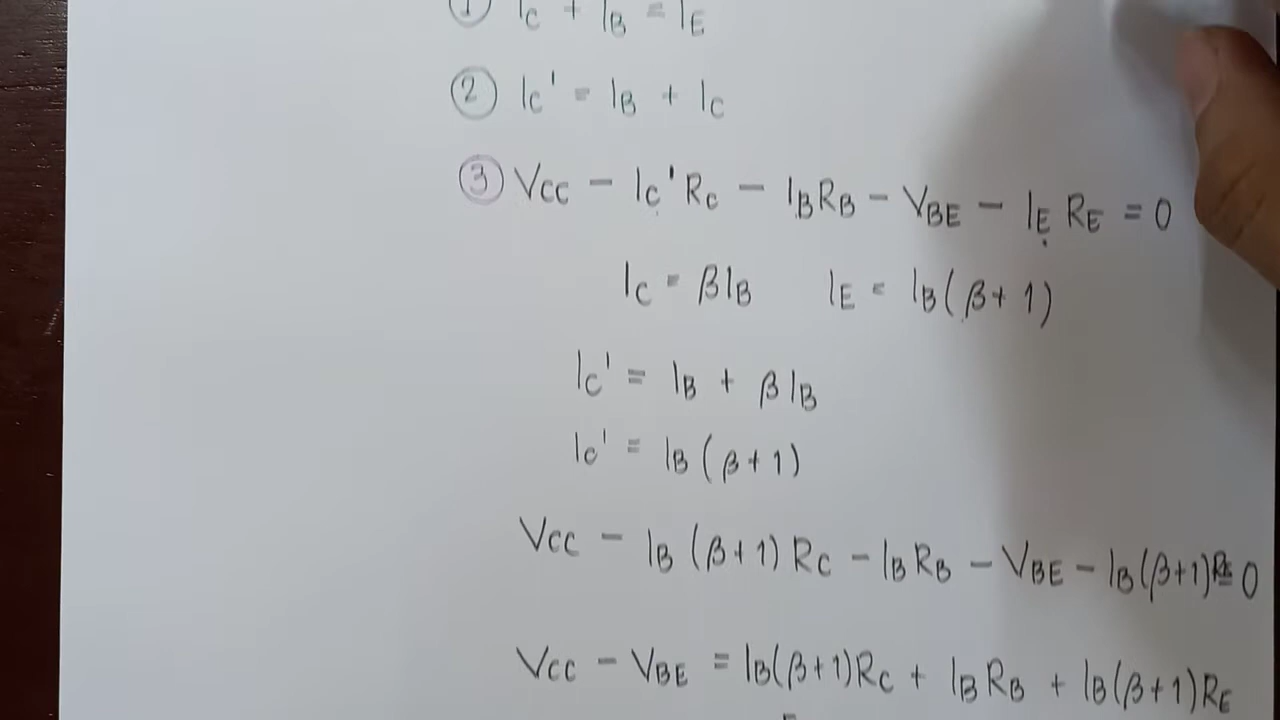 ① IC + IB = IE
② IC' = IB + IC
③ VCC - IC'RC - IBRB - VBE - IERE = 0
IC = βIB IE = IB(β+1)
IC' = IB + βIB
IC' = IB(β+1)
VCC - IB(β+1)RC - IBRB - VBE - IB(β+1)RE = 0
VCC - VBE = IB(β+1)RC + IBRB + IB(β+1)RE